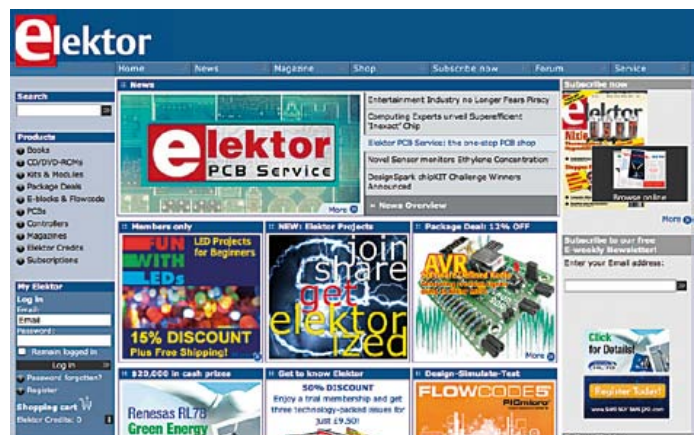 elektor
Home News Magazine Shop Subscribe now Forum Service
Search
Products
Books
CD/DVD-ROMs
Kits & Modules
Package Deals
E-blocks & Flowcode
PCBs
Controllers
Magazines
Elektor Credits
Subscriptions
My Elektor
Log in
Email:
Email
Password:
Remain logged in
Log in
Password forgotten?
Register
Shopping cart
Elektor Credits: 0
News
elektor
PCB Service
More
Entertainment Industry no Longer Fears Piracy
Computing Experts unveil Superefficient
'Inexact' Chip
Elektor PCB Service: the one-stop PCB shop
Novel Sensor monitors Ethylene Concentration
DesignSpark chipKIT Challenge Winners
Announced
» News Overview
Members only
FUN
WITH
LEDs
LED Projects
for Beginners
15% DISCOUNT
Plus Free Shipping!
NEW: Elektor Projects
join
share
get
elektor
ized
Package Deal: 12% OFF
AVR
Software Defined Radio
More
$20,000 in cash prizes
Renesas RL78
Green Energy
Get to know Elektor
50% DISCOUNT
Enjoy a trial membership and get
three technology-packed issues for
just £9.50!
Design-Simulate-Test
FLOWCODE5
PICmicro
Subscribe now
elektor
Browse online
More
Subscribe to our free
E-weekly Newsletter!
Enter your Email address:
Click
for Details!
Register Today!